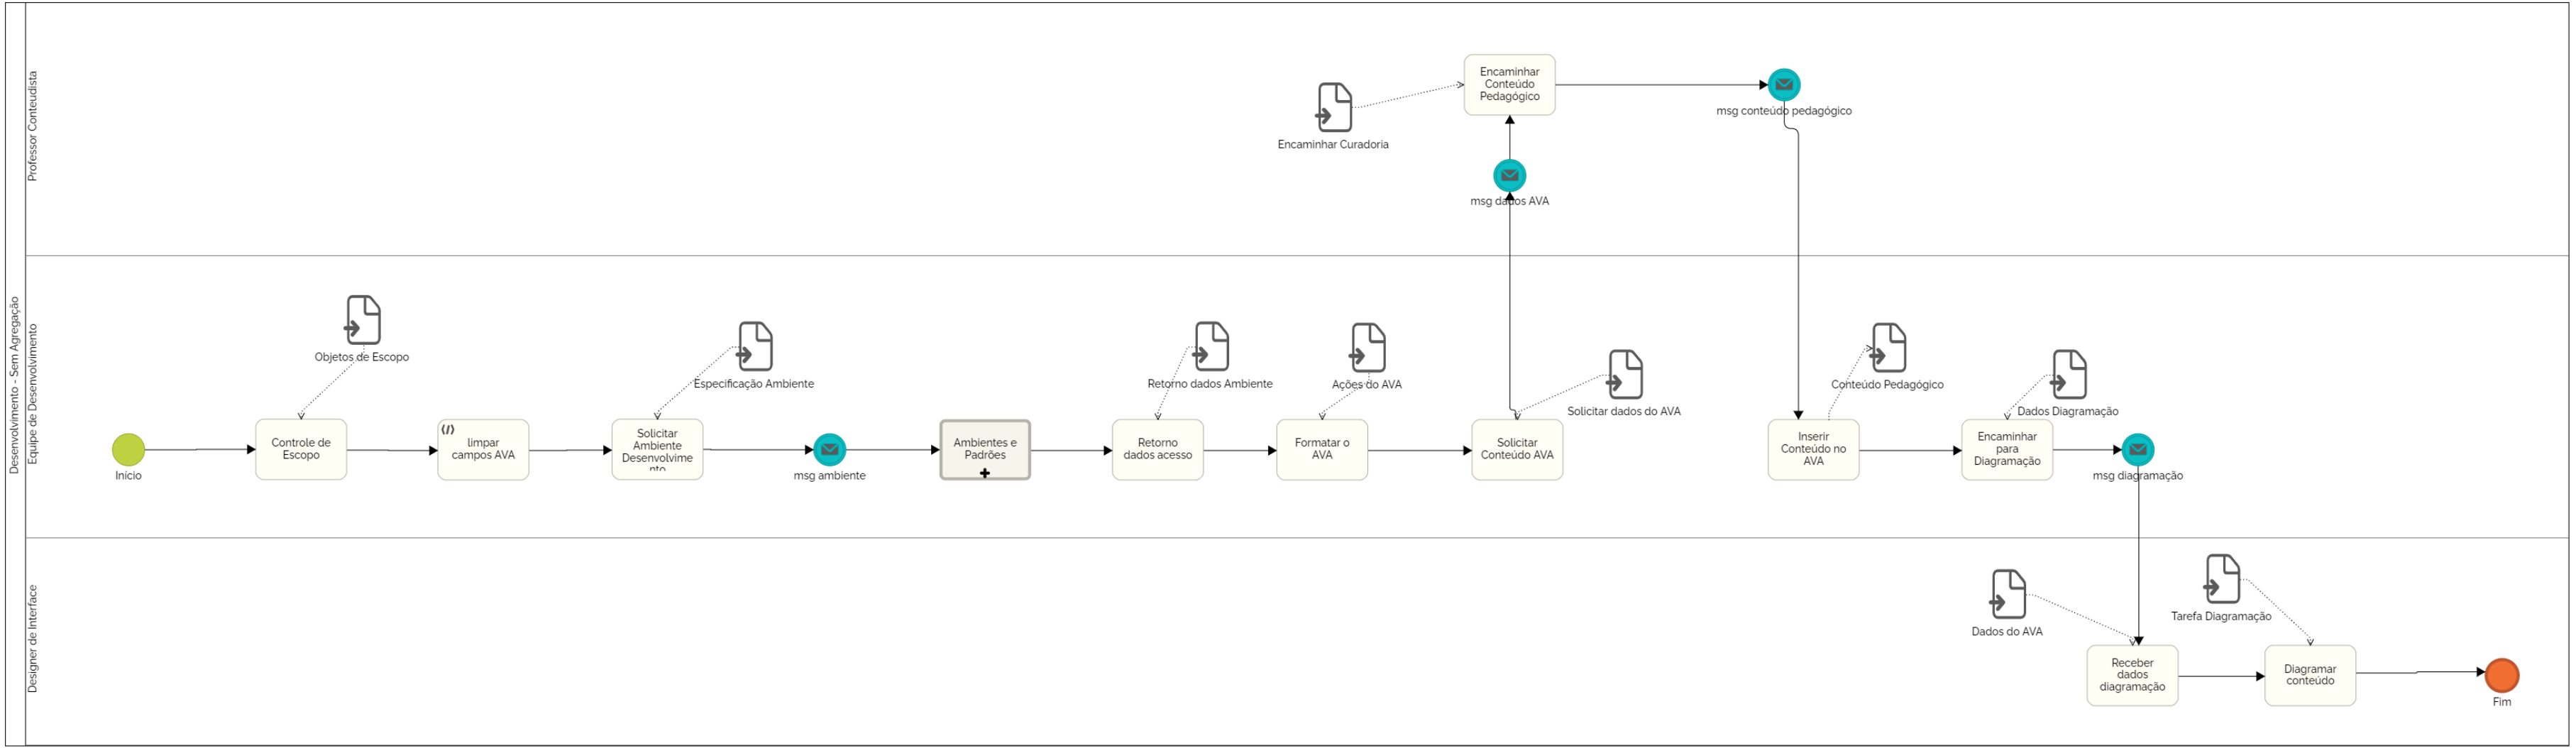 Desenvolvimento - Sem Agregação
Professor Conteudista
Encaminhar
Conteúdo
Pedagógico
msg conteúdo pedagógico
Encaminhar Curadoria
msg dados AVA
Equipe de Desenvolvimento
Objetos de Escopo
Especificação Ambiente
Retorno dados Ambiente
Ações do AVA
Solicitar dados do AVA
Conteúdo Pedagógico
Dados Diagramação
Início
Controle de
Escopo
limpar
campos AVA
Solicitar
Ambiente
Desenvolvime
nto
msg ambiente
Ambientes e
Padrões
Retorno
dados acesso
Formatar o
AVA
Solicitar
Conteúdo AVA
Inserir
Conteúdo no
AVA
Encaminhar
para
Diagramação
msg diagramação
Designer de Interface
Dados do AVA
Tarefa Diagramação
Receber
dados
diagramação
Diagramar
conteúdo
Fim